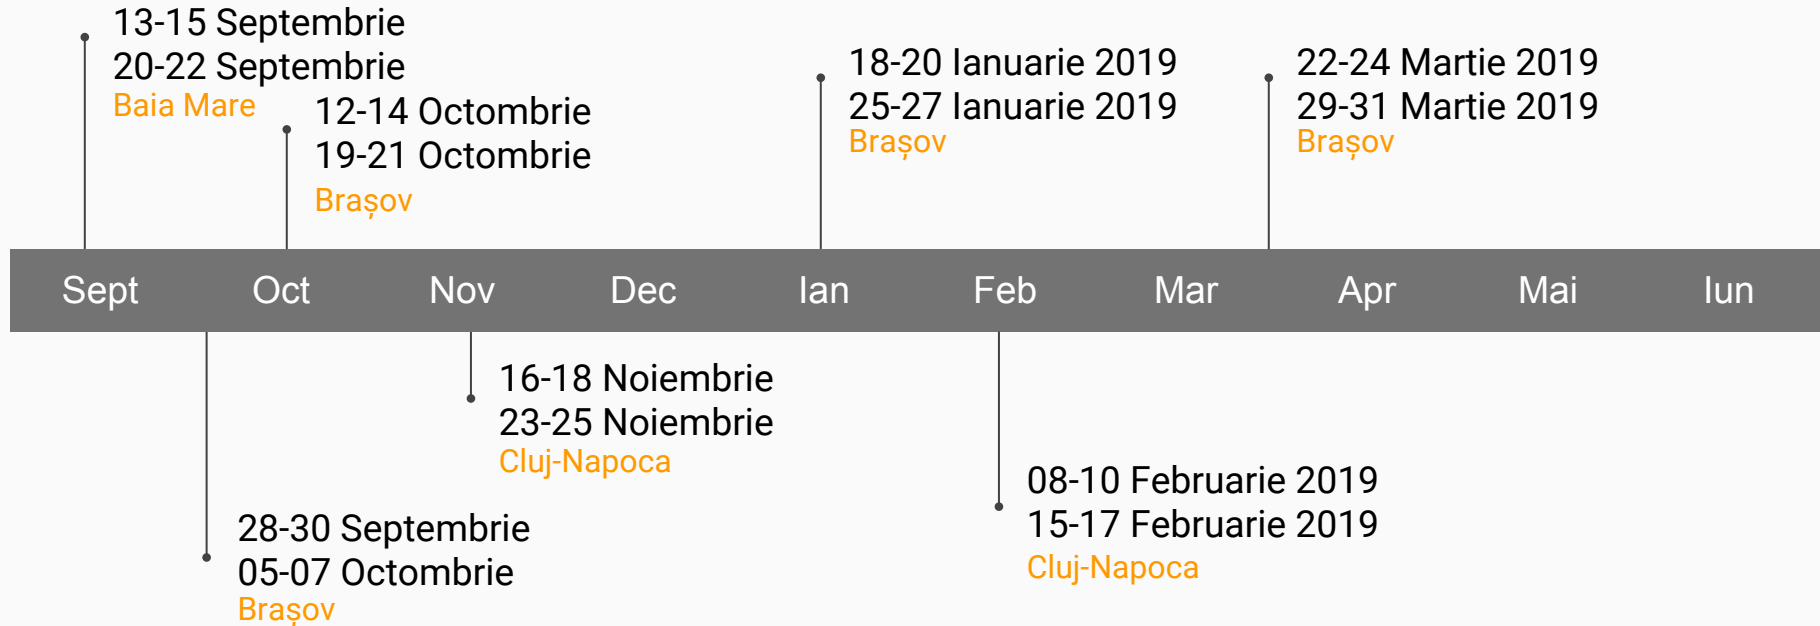 13-15 Septembrie
20-22 Septembrie
Baia Mare
12-14 Octombrie
19-21 Octombrie
Brașov
18-20 Ianuarie 2019
25-27 Ianuarie 2019
Brașov
22-24 Martie 2019
29-31 Martie 2019
Brașov
Sept Oct Nov Dec Ian Feb Mar Apr Mai Iun
28-30 Septembrie
05-07 Octombrie
Brașov
16-18 Noiembrie
23-25 Noiembrie
Cluj-Napoca
08-10 Februarie 2019
15-17 Februarie 2019
Cluj-Napoca